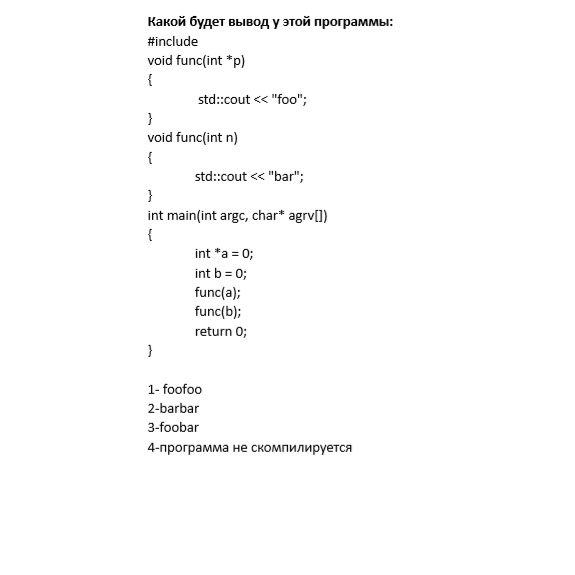 Какой будет вывод у этой программы:
#include
void func(int *p)
{
std::cout << "foo";
}
void func(int n)
{
std::cout << "bar";
}
int main(int argc, char* agrv[])
{
int *a = 0;
int b = 0;
func(a);
func(b);
return 0;
}
1- foofoo
2-barbar
3-foobar
4-программа не скомпилируется